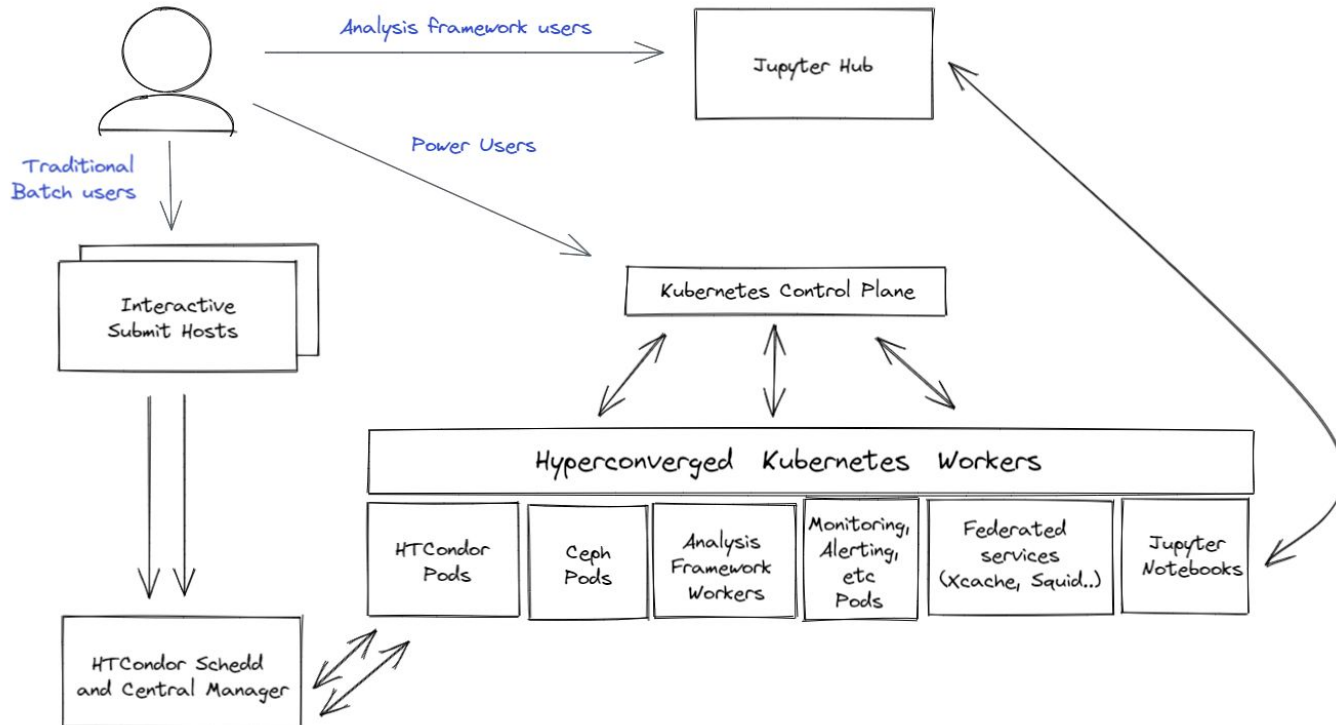 Analysis framework users
Jupyter Hub
Power Users
Traditional
Batch users
Interactive
Submit Hosts
Kubernetes Control Plane
Hyperconverged Kubernetes Workers
HTCondor
Pods
Ceph
Pods
Analysis
Framework
Workers
Monitoring,
Alerting,
etc
Pods
Federated
services
(Xcache, Squid..)
Jupyter
Notebooks
HTCondor Schedd
and Central Manager